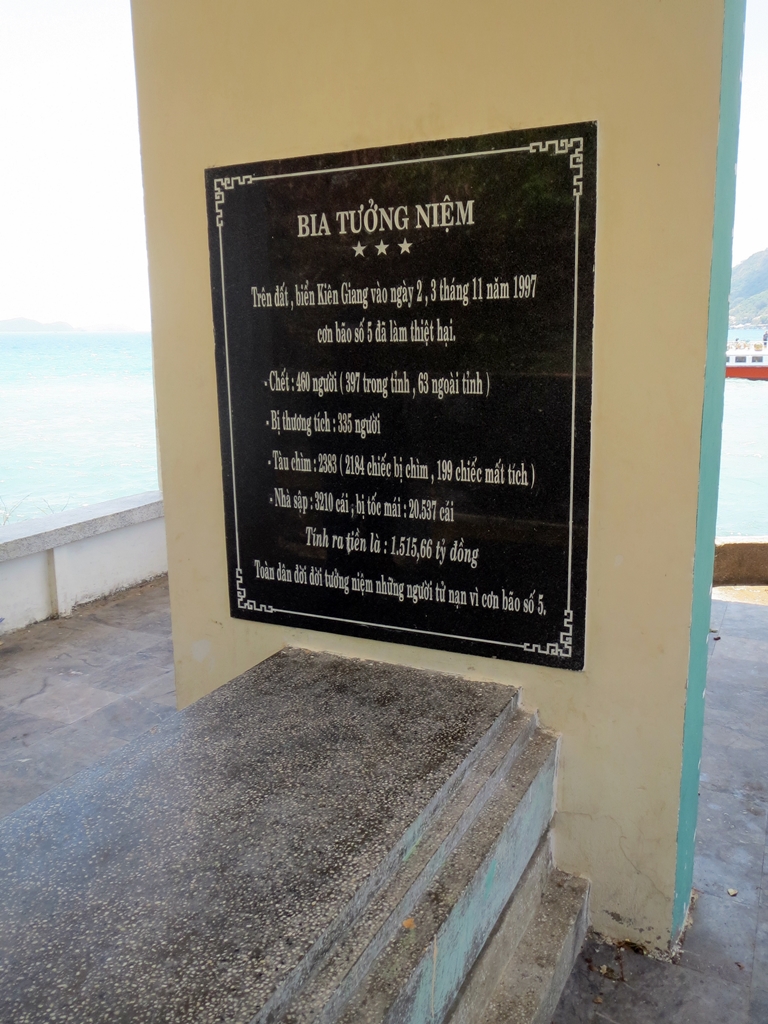 BIA TƯỞNG NIỆM
★ ★ ★
Trên đất , biển Kiên Giang vào ngày 2 , 3 tháng 11 năm 1997
cơn bão số 5 đã làm thiệt hại.
- Chết : 460 người ( 397 trong tỉnh , 63 ngoài tỉnh )
- Bị thương tích : 335 người
- Tàu chìm : 2383 ( 2184 chiếc bị chìm , 199 chiếc mất tích )
- Nhà sập : 3210 cái , bị tốc mái : 20.537 cái
Tính ra tiền là : 1.515,66 tỷ đồng
Toàn dân đời đời tưởng niệm những người tử nạn vì cơn bão số 5.